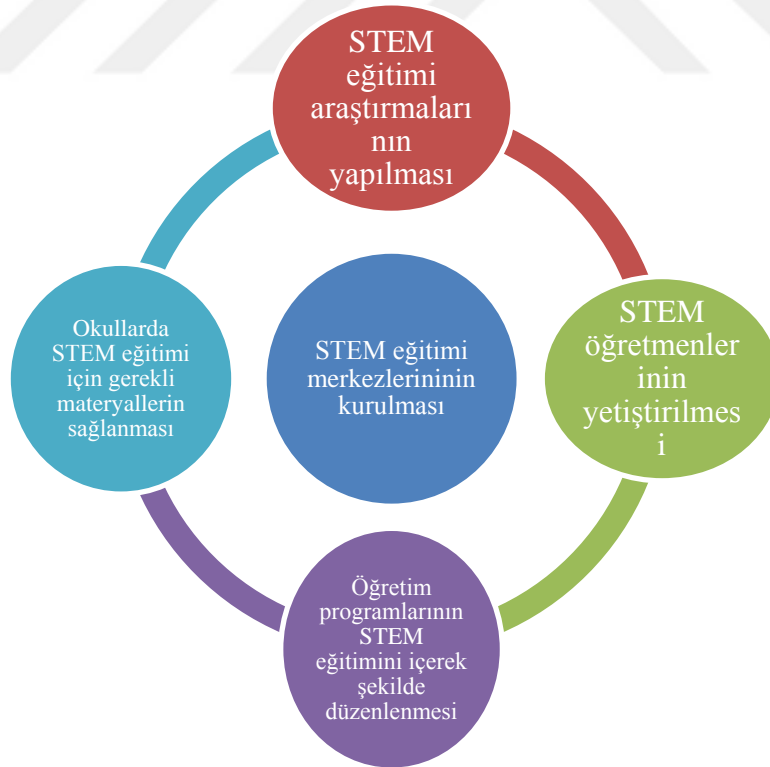 STEM
eğitimi
araştırmaları
nın
yapılması
Okullarda
STEM eğitimi
için gerekli
materyallerin
sağlanması
STEM eğitimi
merkezlerininin
kurulması
STEM
öğretmenler
inin
yetiştirilmes
i
Öğretim
programlarının
STEM
eğitimini içerek
şekilde
düzenlenmesi